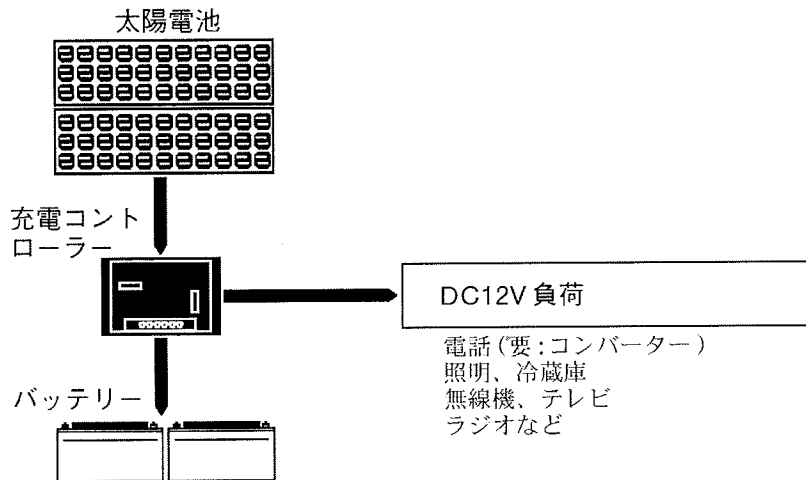 太陽電池
充電コント
ローラー
DC12V 負荷
電話(要:コンバーター)
照明、冷蔵庫
無線機、テレビ
ラジオなど
バッテリー